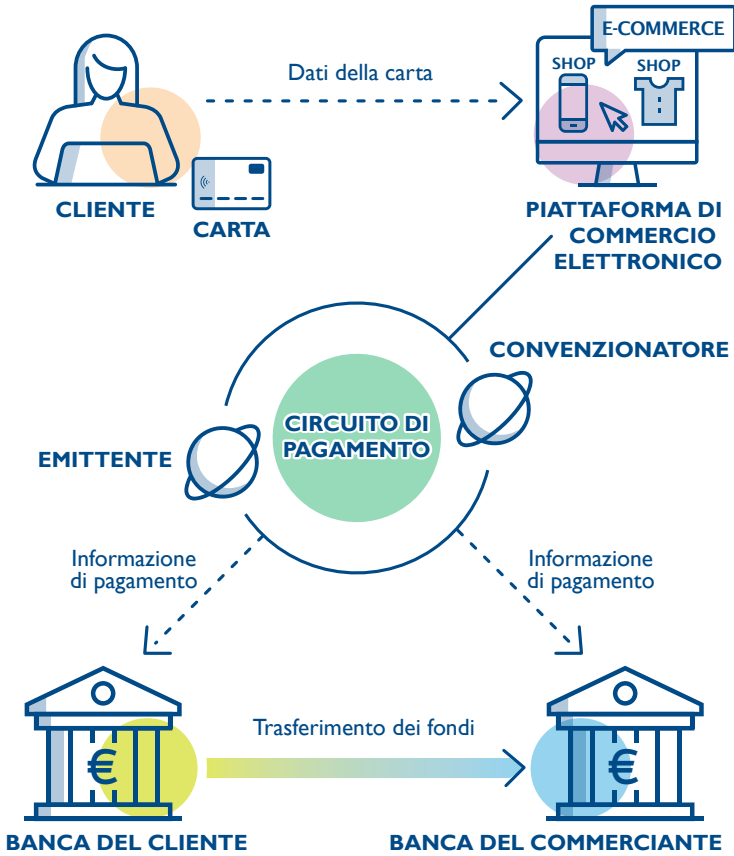 E-COMMERCE
SHOP
SHOP
Dati della carta
CLIENTE
CARTA
PIATTAFORMA DI
COMMERCIO
ELETTRONICO
CONVENZIONATORE
CIRCUITO DI
PAGAMENTO
EMITTENTE
Informazione
di pagamento
Informazione
di pagamento
Trasferimento dei fondi
€
€
BANCA DEL CLIENTE
BANCA DEL COMMERCIANTE